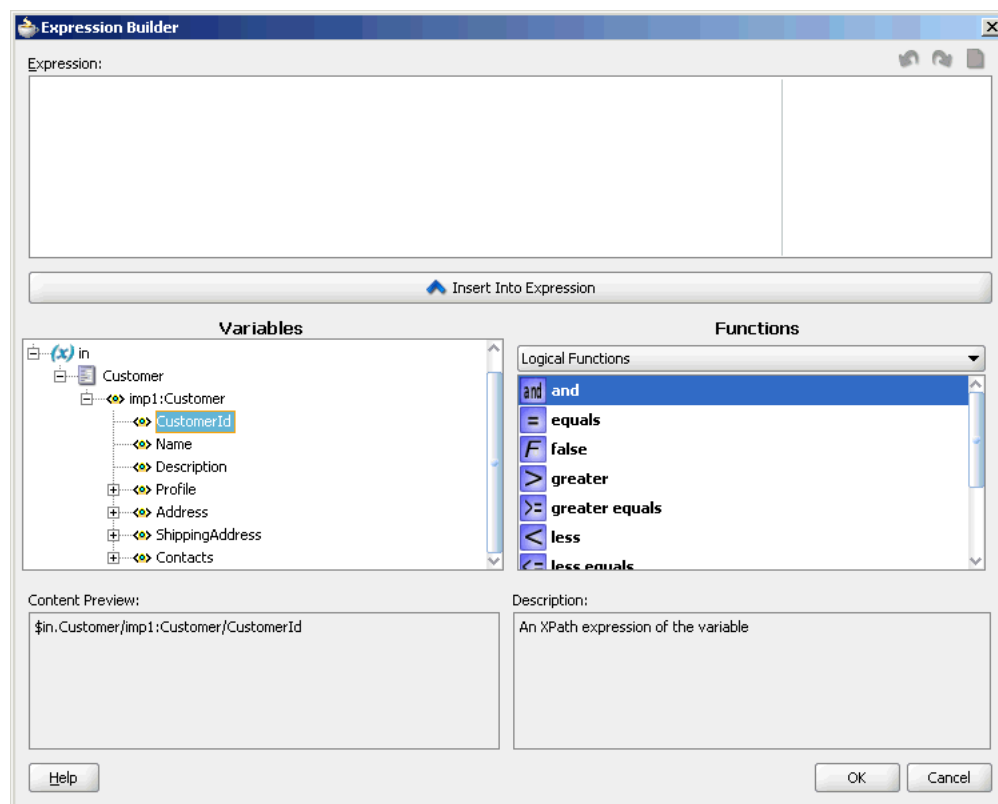 Expression Builder
Expression:
Insert Into Expression
Variables
(x) in
Customer
imp1:Customer
CustomerId
Name
Description
Profile
Address
ShippingAddress
Contacts
Functions
Logical Functions
and and
= equals
F false
> greater
>= greater equals
< less
<= less equals
Content Preview:
$in.Customer/imp1:Customer/CustomerId
Description:
An XPath expression of the variable
Help
OK
Cancel